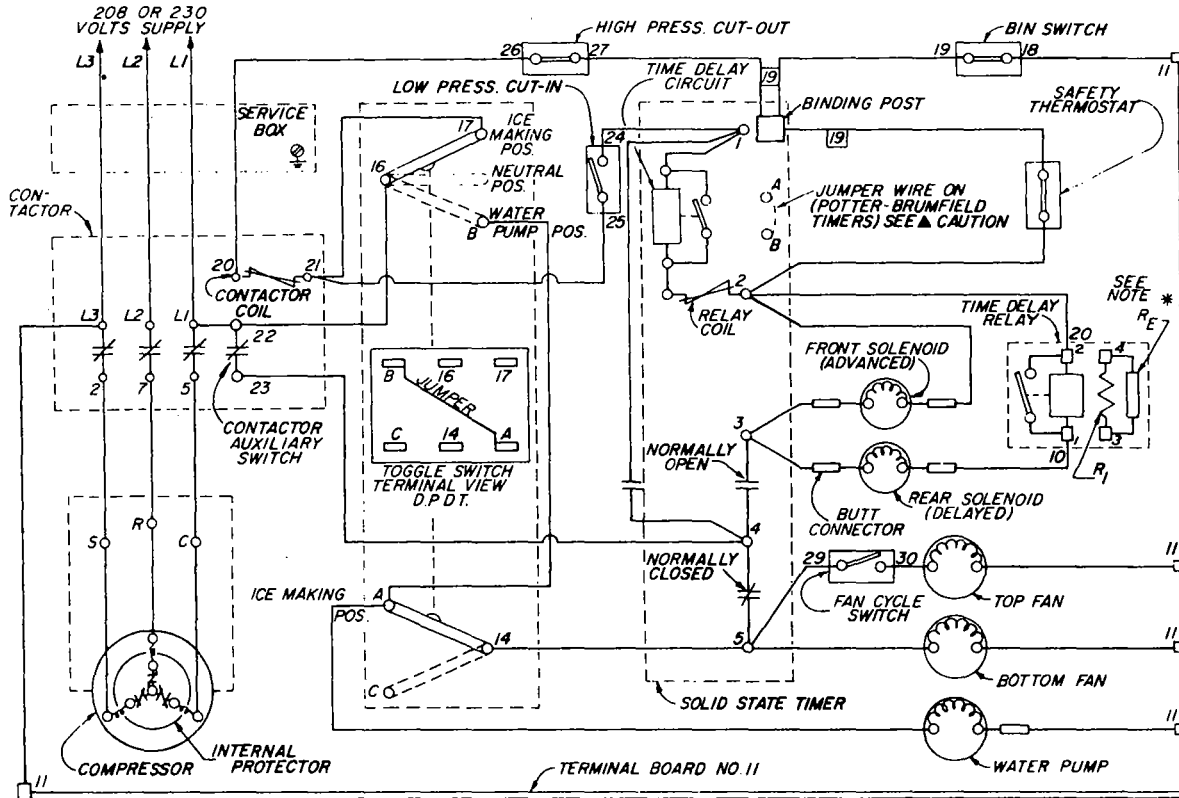 208 OR 230
VOLTS SUPPLY
L3
L2
L1
SERVICE
BOX
CON-
TACTOR
20
21
CONTACTOR
COIL
L3
L2
L1
22
2
7
5
23
CONTACTOR
AUXILIARY
SWITCH
R
S
C
COMPRESSOR
INTERNAL
PROTECTOR
11
TERMINAL BOARD NO. 11
26
27
HIGH PRESS. CUT-OUT
LOW PRESS. CUT-IN
TIME DELAY
CIRCUIT
17
ICE
MAKING
POS.
16
NEUTRAL
POS.
WATER
PUMP POS.
B
24
25
B
16
17
JUMPER
C
14
A
TOGGLE SWITCH
TERMINAL VIEW
D.P.D.T.
ICE MAKING
POS.
A
14
C
BIN SWITCH
19
18
11
19
BINDING POST
19
SAFETY
THERMOSTAT
1
A
JUMPER WIRE ON
(POTTER-BRUMFIELD
TIMERS) SEE ▲ CAUTION
B
2
RELAY
COIL
TIME DELAY
RELAY
SEE
NOTE *
RE
20
2
4
1
3
10
R1
FRONT SOLENOID
(ADVANCED)
3
NORMALLY
OPEN
REAR SOLENOID
(DELAYED)
BUTT
CONNECTOR
4
NORMALLY
CLOSED
29
30
FAN CYCLE
SWITCH
TOP FAN
11
5
BOTTOM FAN
11
SOLID STATE TIMER
WATER PUMP
11